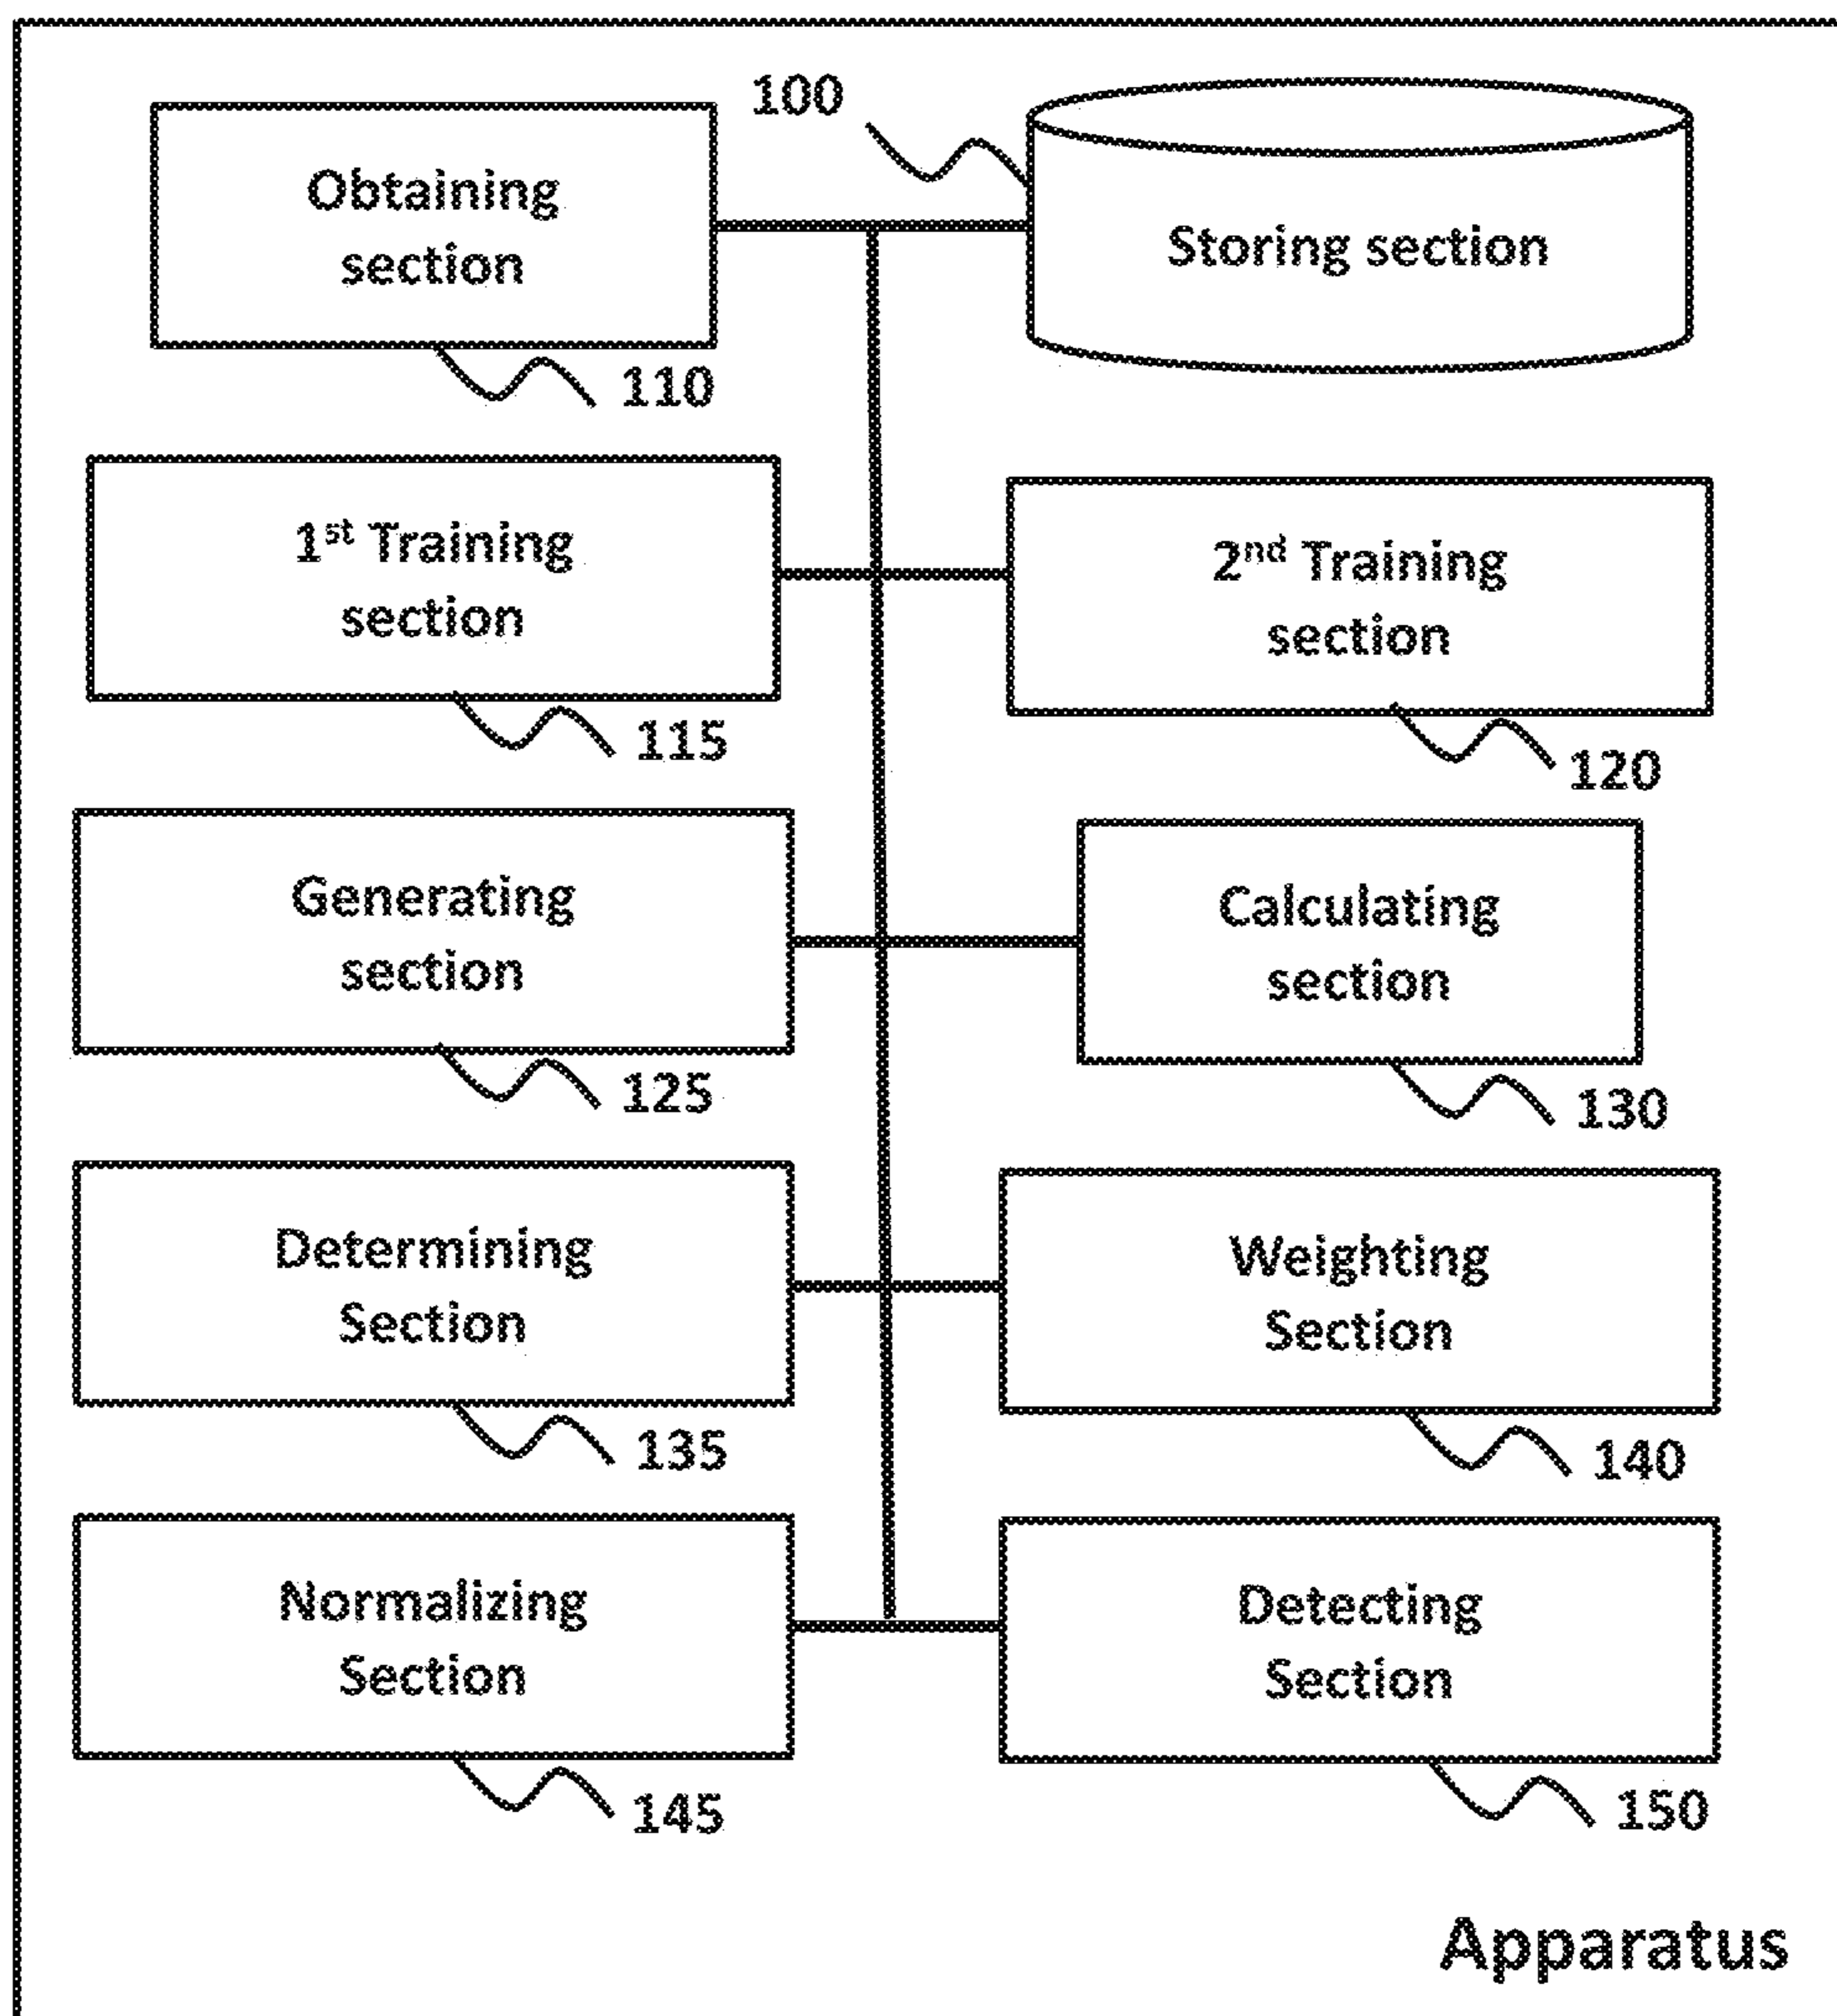 100
Obtaining
section
Storing section
110
1st Training
section
2nd Training
section
115
120
Generating
section
Calculating
section
125
130
Determining
Section
Weighting
Section
135
140
Normalizing
Section
Detecting
Section
145
150
Apparatus